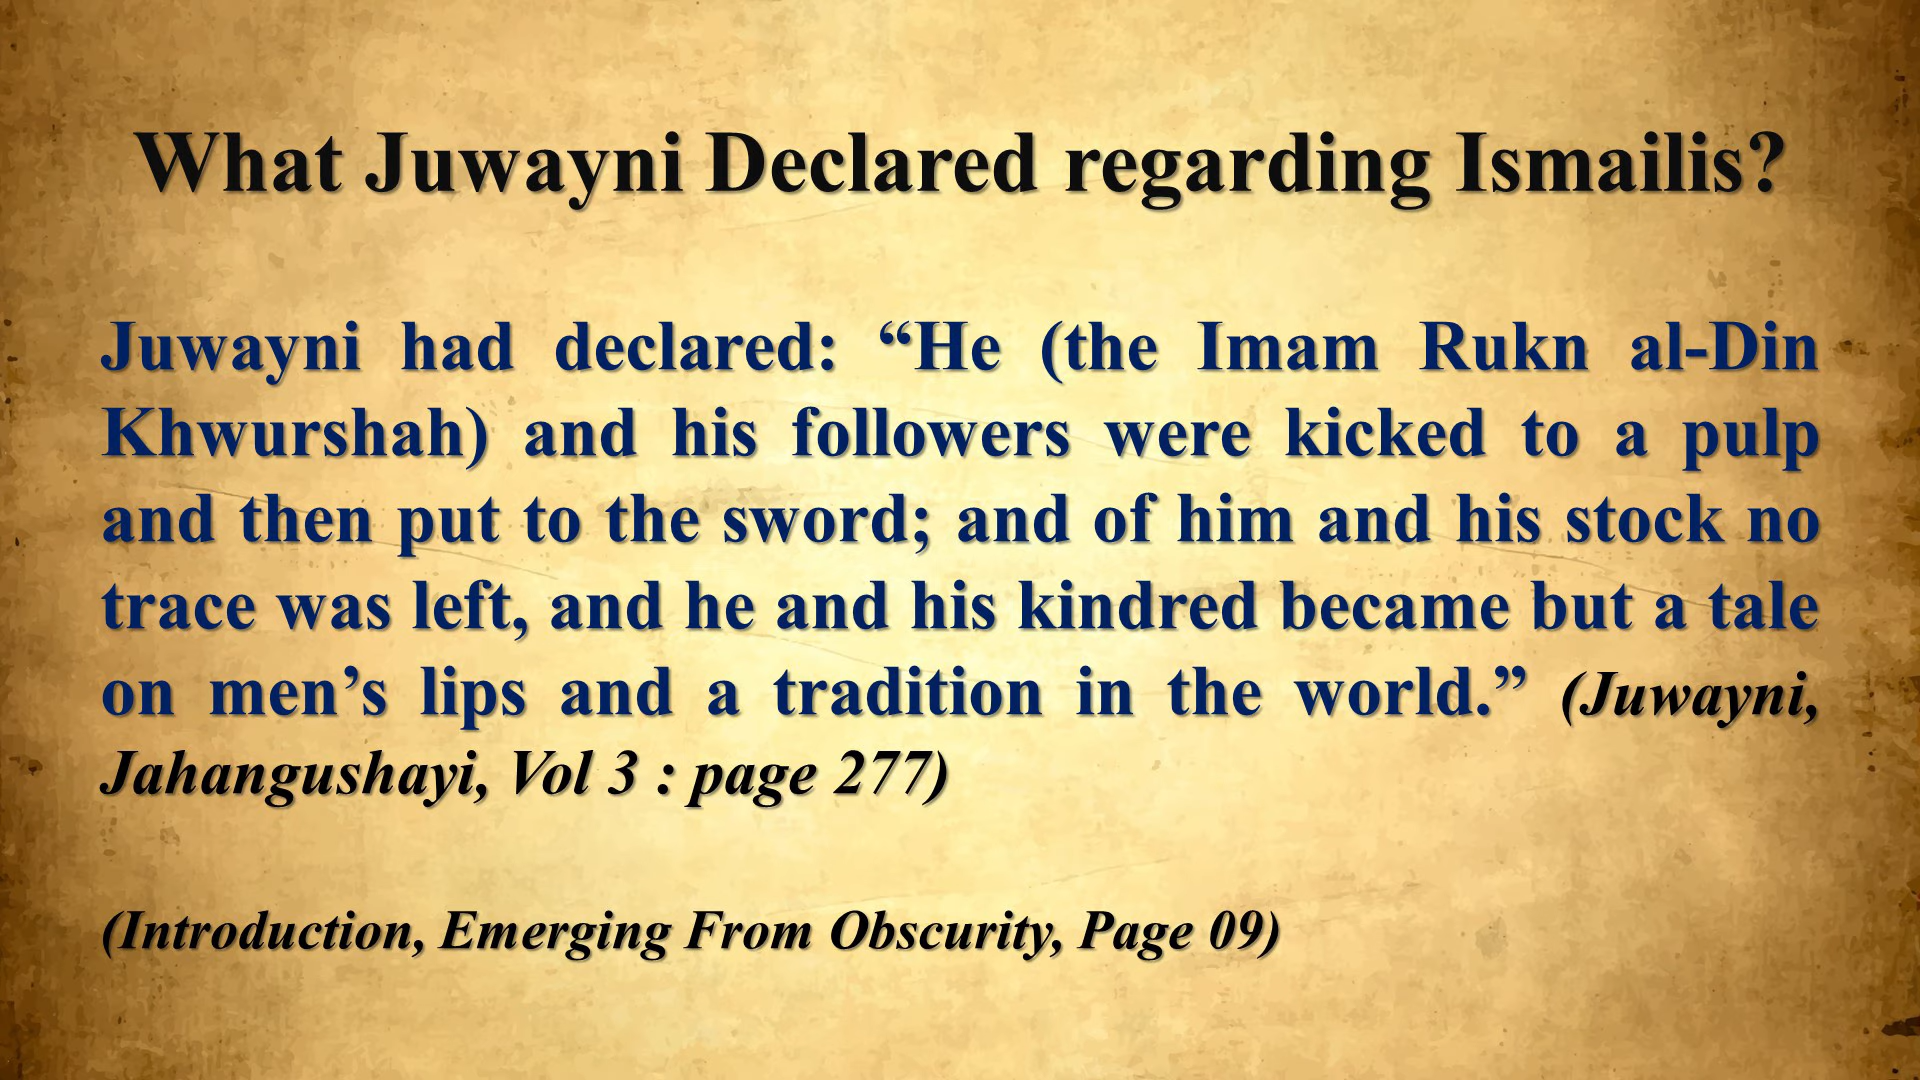 What Juwayni Declared regarding Ismailis?
Juwayni had declared: “He (the Imam Rukn al-Din
Khwurshah) and his followers were kicked to a pulp
and then put to the sword; and of him and his stock no
trace was left, and he and his kindred became but a tale
on men’s lips and a tradition in the world.” (Juwayni,
Jahangushayi, Vol 3 : page 277)
(Introduction, Emerging From Obscurity, Page 09)